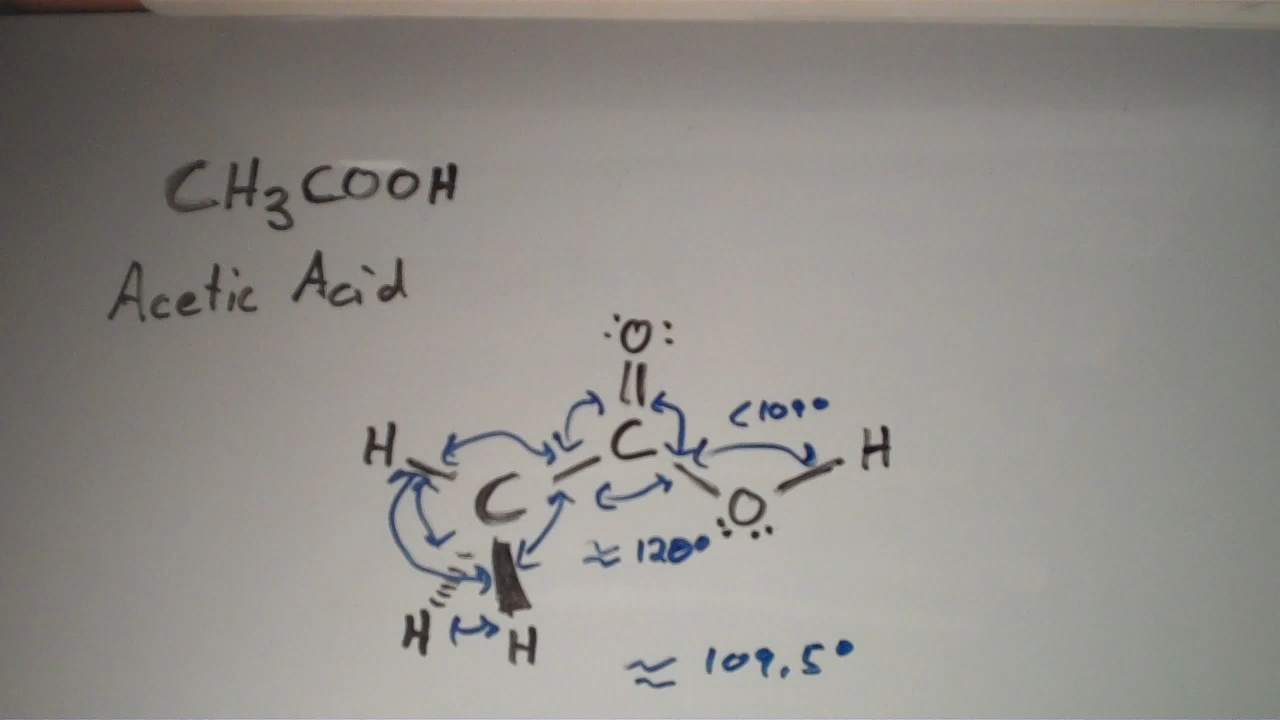 CH₃COOH
Acetic Acid
:O:
||
C
<109°
H
H
C
O
≈ 120°
H
H
≈ 109.5°